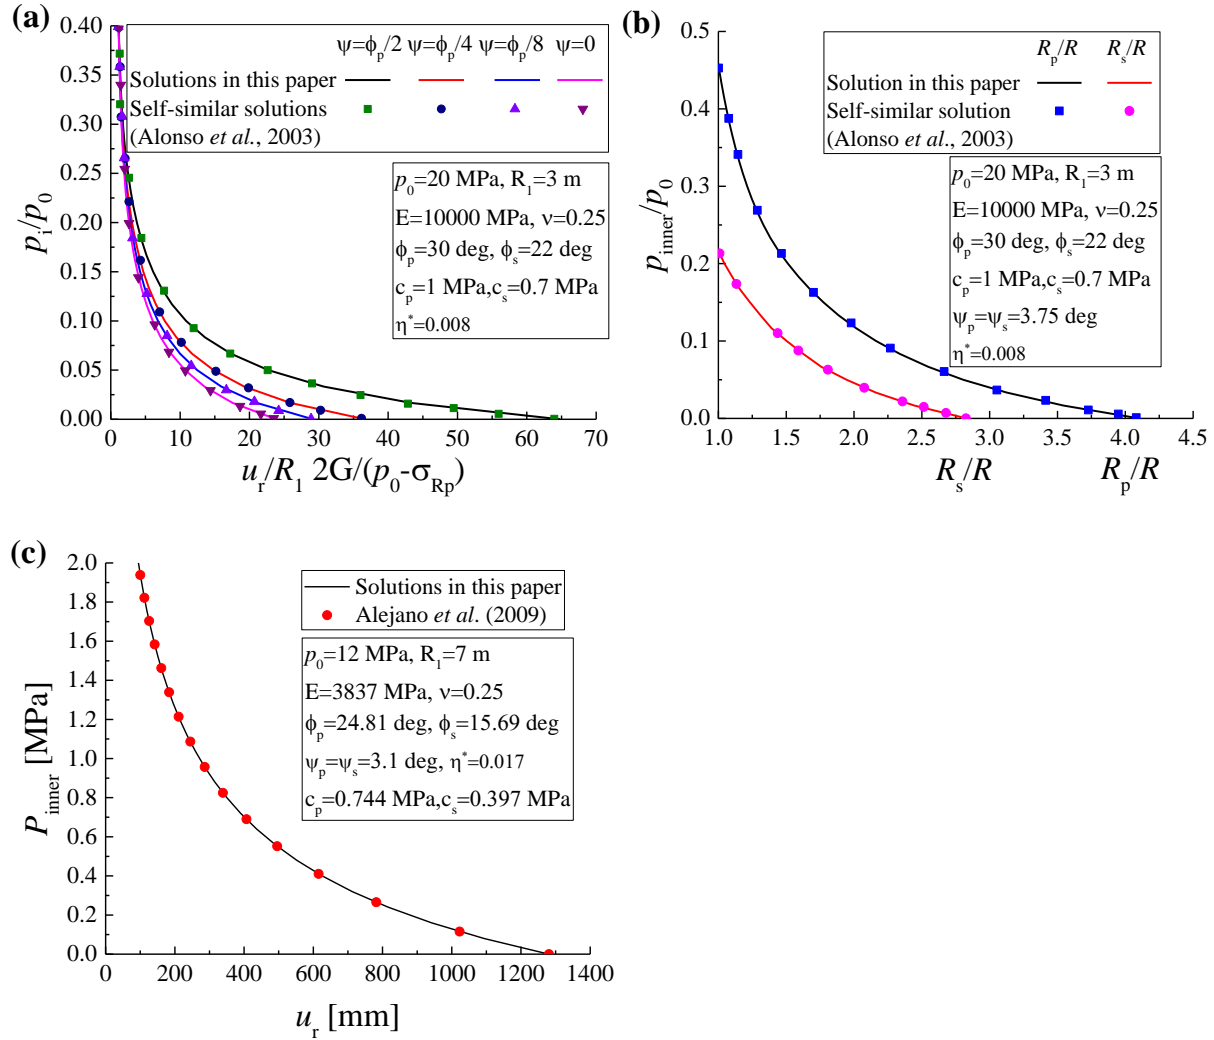 (a)
0.40
0.35
0.30
0.25
0.20
0.15
0.10
0.05
0.00
p_i/p_0
ψ=ϕ_p/2 ψ=ϕ_p/4 ψ=ϕ_p/8 ψ=0
Solutions in this paper
Self-similar solutions
(Alonso et al., 2003)
p_0=20 MPa, R_1=3 m
E=10000 MPa, ν=0.25
ϕ_p=30 deg, ϕ_s=22 deg
c_p=1 MPa,c_s=0.7 MPa
η*=0.008
0 10 20 30 40 50 60 70
u_r/R_1 2G/(p_0-σ_Rp)
(b)
0.5
0.4
0.3
0.2
0.1
0.0
p_inner/p_0
R_p/R R_s/R
Solution in this paper
Self-similar solution
(Alonso et al., 2003)
p_0=20 MPa, R_1=3 m
E=10000 MPa, ν=0.25
ϕ_p=30 deg, ϕ_s=22 deg
c_p=1 MPa,c_s=0.7 MPa
ψ_p=ψ_s=3.75 deg
η*=0.008
1.0 1.5 2.0 2.5 3.0 3.5 4.0 4.5
R_s/R R_p/R
(c)
2.0
1.8
1.6
1.4
1.2
1.0
0.8
0.6
0.4
0.2
0.0
P_inner [MPa]
Solutions in this paper
Alejano et al. (2009)
p_0=12 MPa, R_1=7 m
E=3837 MPa, ν=0.25
ϕ_p=24.81 deg, ϕ_s=15.69 deg
ψ_p=ψ_s=3.1 deg, η*=0.017
c_p=0.744 MPa,c_s=0.397 MPa
0 200 400 600 800 1000 1200 1400
u_r [mm]